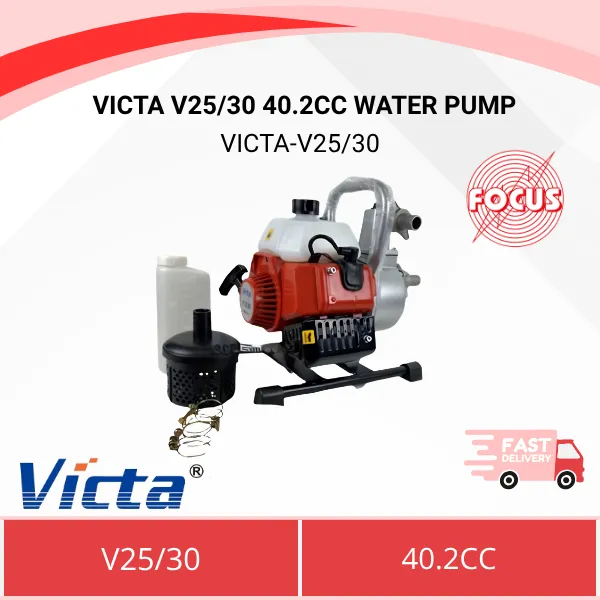 VICTA V25/30 40.2CC WATER PUMP
VICTA-V25/30
FOCUS
FAST
DELIVERY
Victa®
V25/30
40.2CC